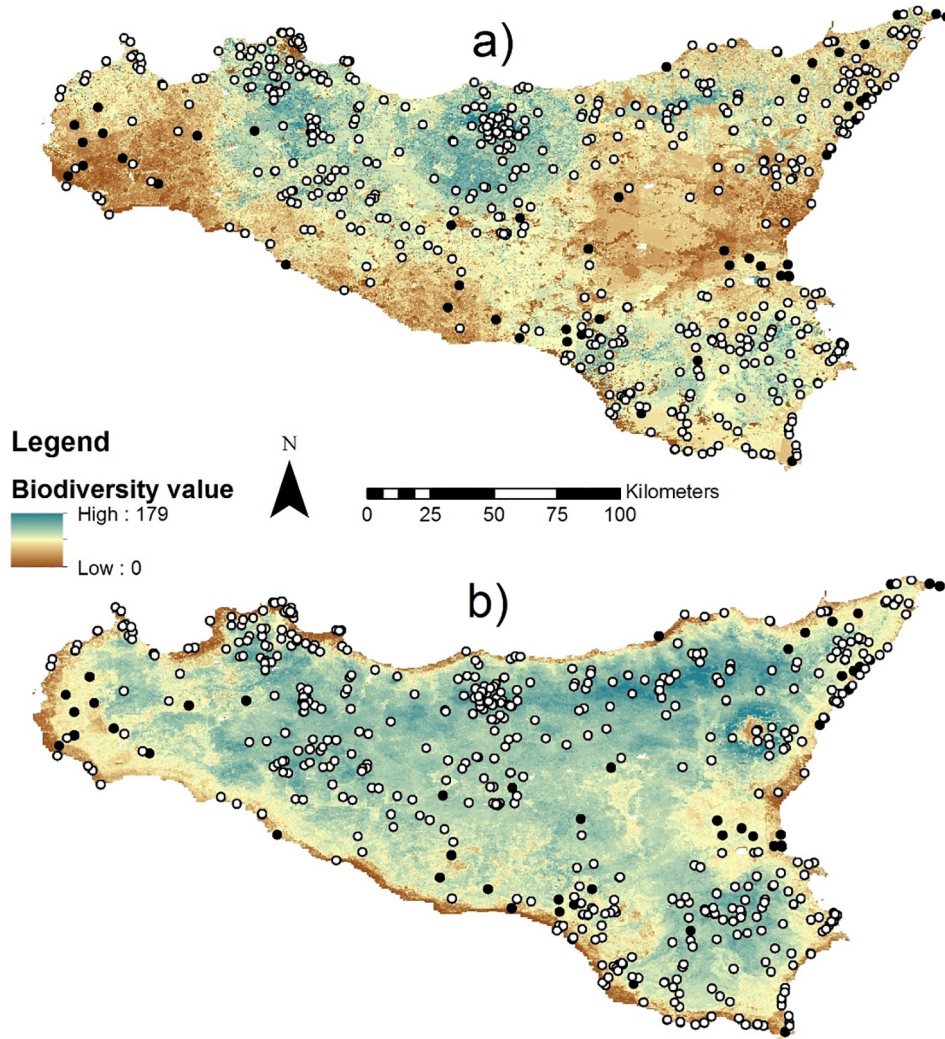 a)
Legend
Biodiversity value
High : 179
Low : 0
N
Kilometers
0 25 50 75 100
b)